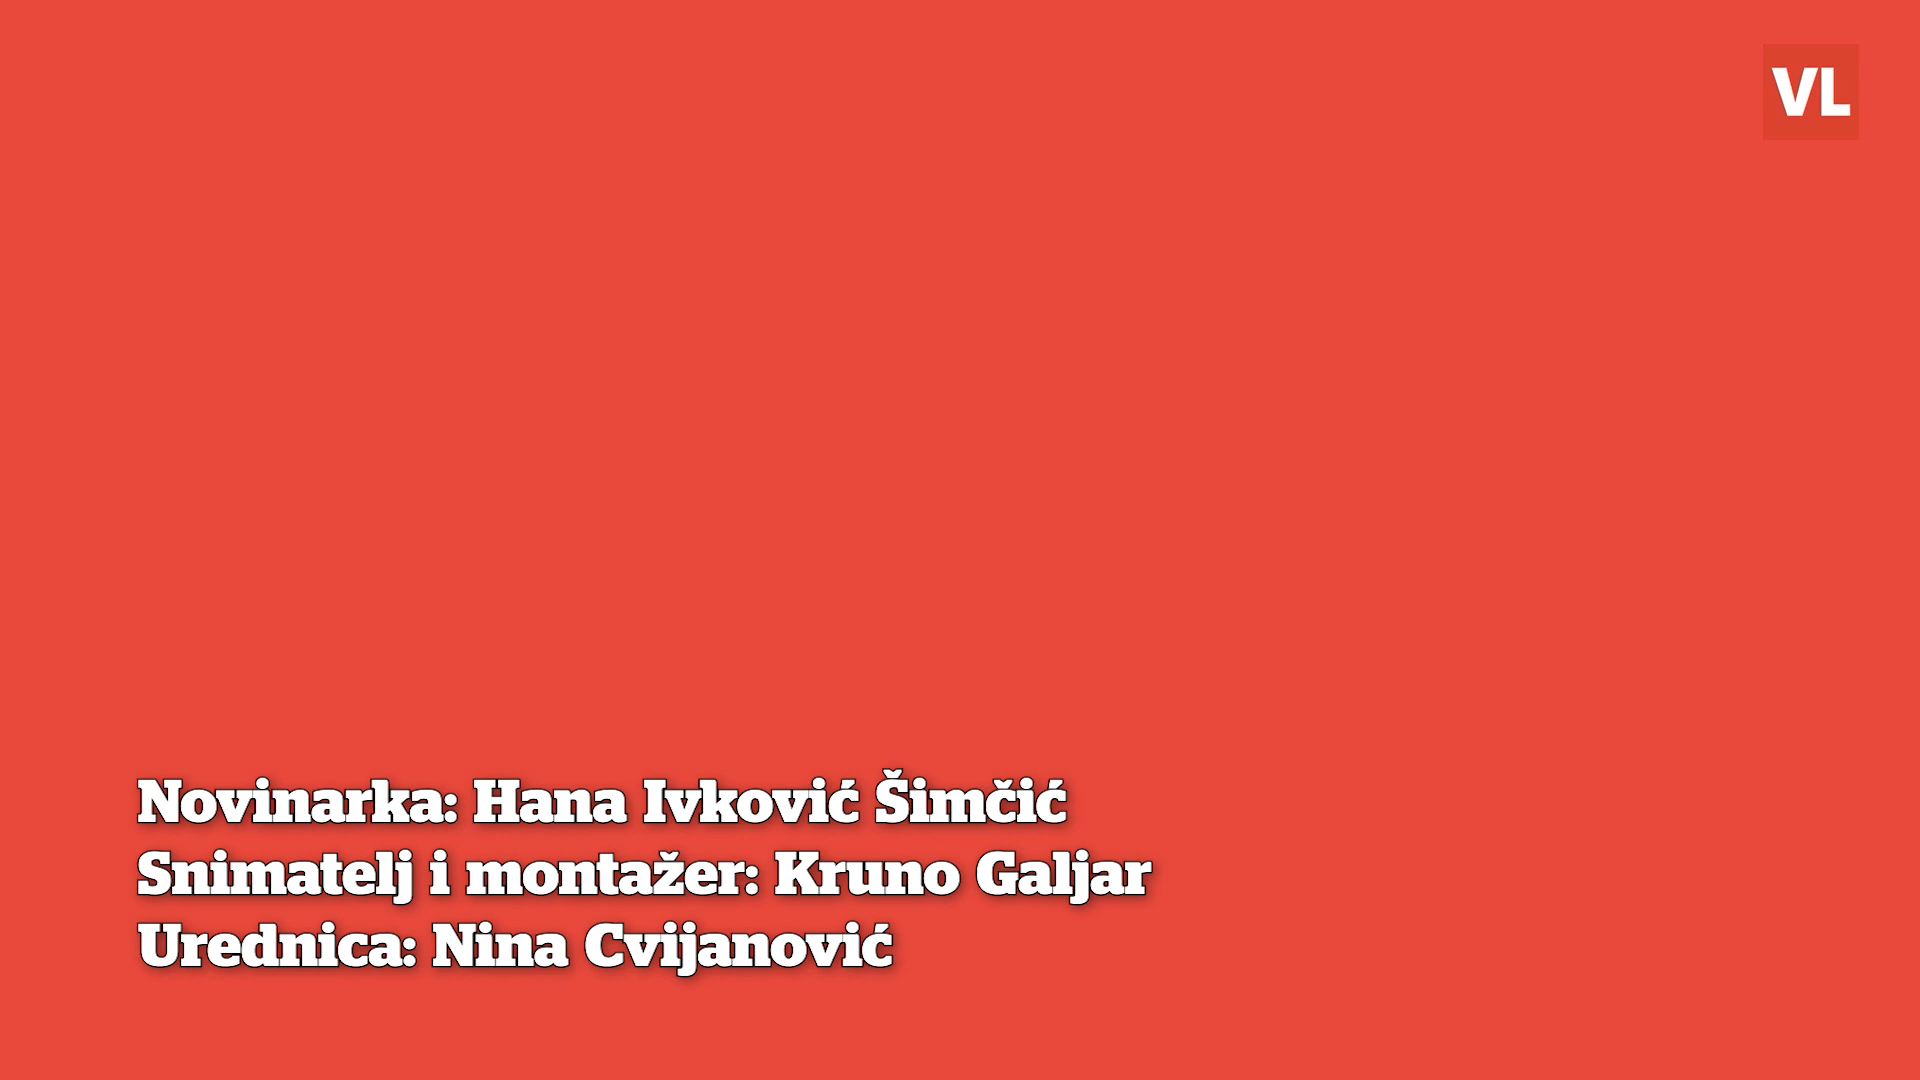 VL
Novinarka: Hana Ivković Šimčić
Snimatelj i montažer: Kruno Galjar
Urednica: Nina Cvijanović